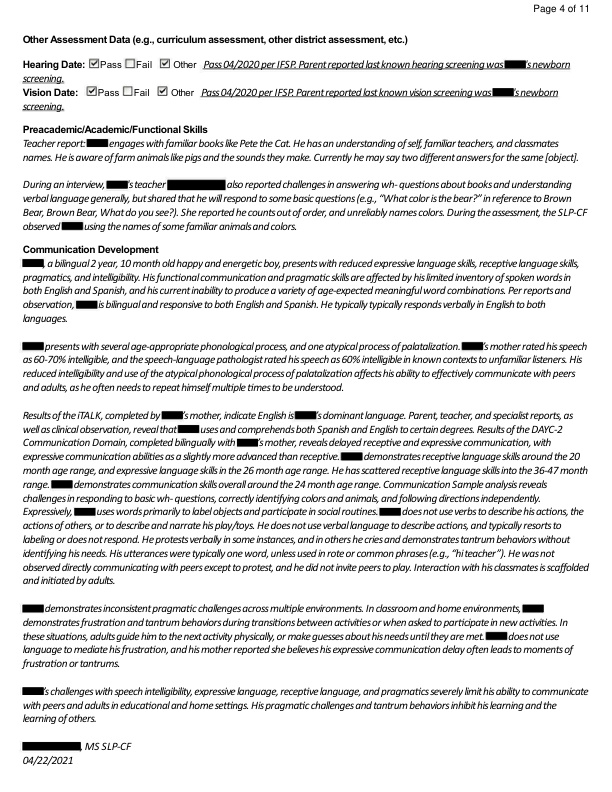 Page 4 of 11
Other Assessment Data (e.g., curriculum assessment, other district assessment, etc.)
Hearing Date: Pass Fail Other Pass 04/2020 per IFSP. Parent reported last known hearing screening was 's newborn
screening.
Vision Date: Pass Fail Other Pass 04/2020 per IFSP. Parent reported last known vision screening was 's newborn
screening.
Preacademic/Academic/Functional Skills
Teacher report: engages with familiar books like Pete the Cat. He has an understanding of self, familiar teachers, and classmates
names. He is aware of farm animals like pigs and the sounds they make. Currently he may say two different answers for the same [object].
During an interview, 's teacher also reported challenges in answering wh- questions about books and understanding
verbal language generally, but shared that he will respond to some basic questions (e.g., "What color is the bear?" in reference to Brown
Bear, Brown Bear, What do you see?). She reported he counts out of order, and unreliably names colors. During the assessment, the SLP-CF
observed using the names of some familiar animals and colors.
Communication Development
, a bilingual 2 year, 10 month old happy and energetic boy, presents with reduced expressive language skills, receptive language skills,
pragmatics, and intelligibility. His functional communication and pragmatic skills are affected by his limited inventory of spoken words in
both English and Spanish, and his current inability to produce a variety of age-expected meaningful word combinations. Per reports and
observation, is bilingual and responsive to both English and Spanish. He typically typically responds verbally in English to both
languages.
presents with several age-appropriate phonological process, and one atypical process of palatalization. 's mother rated his speech
as 60-70% intelligible, and the speech-language pathologist rated his speech as 60% intelligible in known contexts to unfamiliar listeners. His
reduced intelligibility and use of the atypical phonological process of palatalization affects his ability to effectively communicate with peers
and adults, as he often needs to repeat himself multiple times to be understood.
Results of the iTALK, completed by 's mother, indicate English is 's dominant language. Parent, teacher, and specialist reports, as
well as clinical observation, reveal that uses and comprehends both Spanish and English to certain degrees. Results of the DAYC-2
Communication Domain, completed bilingually with 's mother, reveals delayed receptive and expressive communication, with
expressive communication abilities as a slightly more advanced than receptive. demonstrates receptive language skills around the 20
month age range, and expressive language skills in the 26 month age range. He has scattered receptive language skills into the 36-47 month
range. demonstrates communication skills overall around the 24 month age range. Communication Sample analysis reveals
challenges in responding to basic wh- questions, correctly identifying colors and animals, and following directions independently.
Expressively, uses words primarily to label objects and participate in social routines. does not use verbs to describe his actions, the
actions of others, or to describe and narrate his play/toys. He does not use verbal language to describe actions, and typically resorts to
labeling or does not respond. He protests verbally in some instances, and in others he cries and demonstrates tantrum behaviors without
identifying his needs. His utterances were typically one word, unless used in rote or common phrases (e.g., "hi teacher"). He was not
observed directly communicating with peers except to protest, and he did not invite peers to play. Interaction with his classmates is scaffolded
and initiated by adults.
demonstrates inconsistent pragmatic challenges across multiple environments. In classroom and home environments,
demonstrates frustration and tantrum behaviors during transitions between activities or when asked to participate in new activities. In
these situations, adults guide him to the next activity physically, or make guesses about his needs until they are met. does not use
language to mediate his frustration, and his mother reported she believes his expressive communication delay often leads to moments of
frustration or tantrums.
's challenges with speech intelligibility, expressive language, receptive language, and pragmatics severely limit his ability to communicate
with peers and adults in educational and home settings. His pragmatic challenges and tantrum behaviors inhibit his learning and the
learning of others.
, MS SLP-CF
04/22/2021